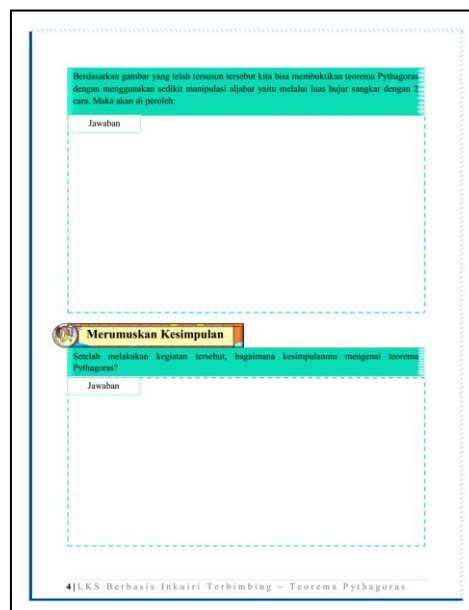 Berdasarkan gambar yang telah tersusun tersebut kita bisa membuktikan teorema Pythagoras
dengan menggunakan sedikit manipulasi aljabar yaitu melalui luas bujur sangkar dengan 2
cara. Maka akan di peroleh:
Jawaban
Merumuskan Kesimpulan
Setelah melakukan kegiatan tersebut, bagaimana kesimpulanmu mengenai teorema
Pythagoras?
Jawaban
4|LKS Berbasis Inkuiri Terbimbing – Teorema Pythagoras